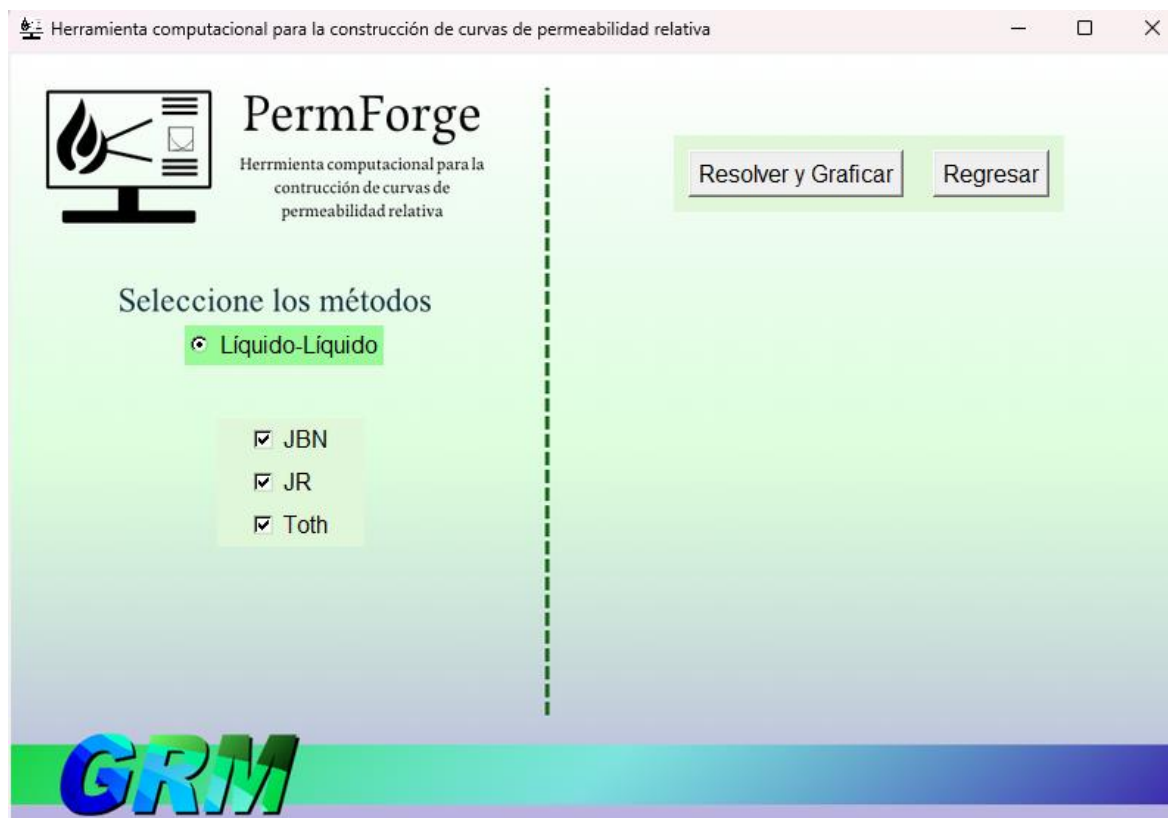 Herramienta computacional para la construcción de curvas de permeabilidad relativa
PermForge
Herrmienta computacional para la
contrucción de curvas de
permeabilidad relativa
Seleccione los métodos
Líquido-Líquido
JBN
JR
Toth
Resolver y Graficar
Regresar
GRM